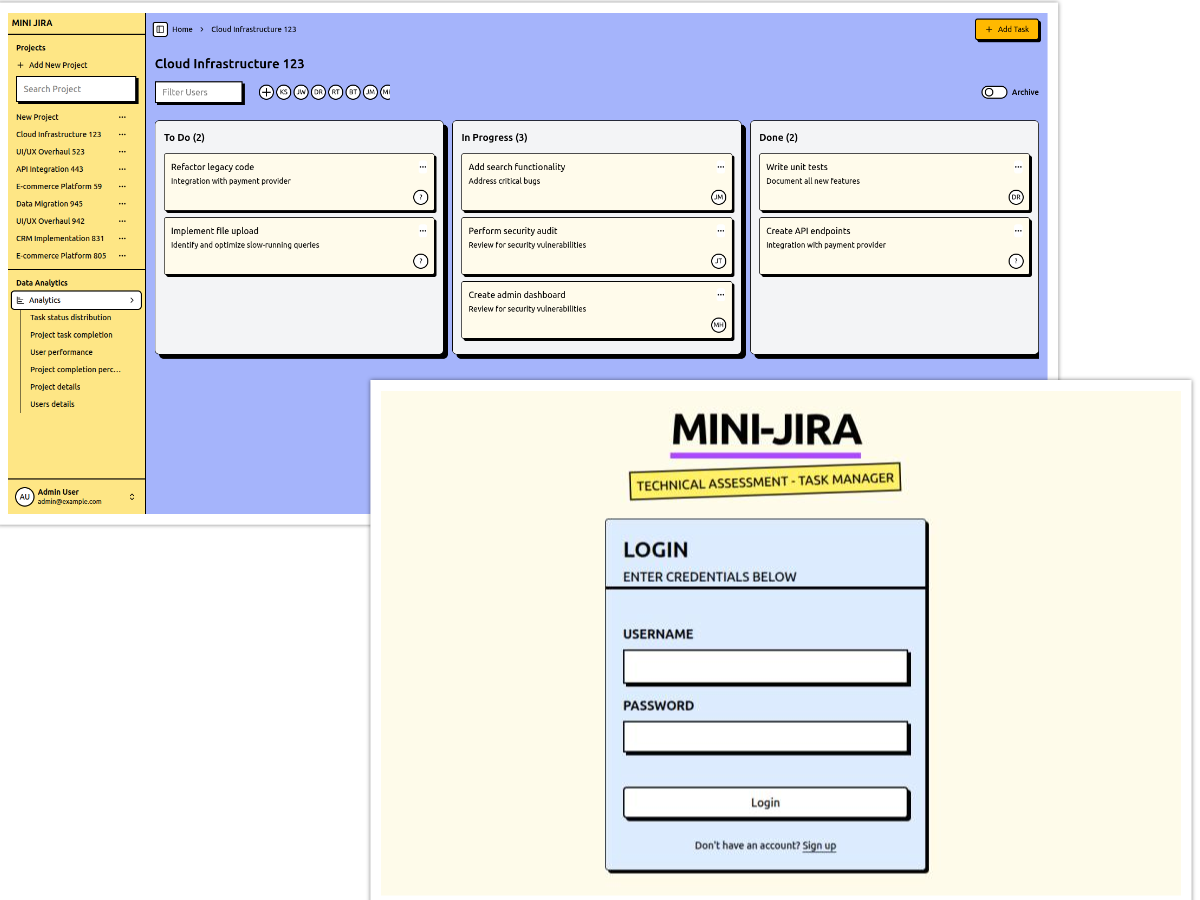 MINI JIRA
Projects
+ Add New Project
Search Project
New Project ...
Cloud Infrastructure 123 ...
UI/UX Overhaul 523 ...
API Integration 443 ...
E-commerce Platform 59 ...
Data Migration 945 ...
UI/UX Overhaul 942 ...
CRM Implementation 831 ...
E-commerce Platform 805 ...
Data Analytics
Analytics >
Task status distribution
Project task completion
User performance
Project completion perc...
Project details
Users details
AU
Admin User
admin@example.com
Home > Cloud Infrastructure 123
+ Add Task
Cloud Infrastructure 123
Filter Users
+ KS JW DR RT BT JM
Archive
To Do (2)
Refactor legacy code ...
Integration with payment provider
?
Implement file upload ...
Identify and optimize slow-running queries
?
In Progress (3)
Add search functionality ...
Address critical bugs
JM
Perform security audit ...
Review for security vulnerabilities
JT
Create admin dashboard ...
Review for security vulnerabilities
MH
Done (2)
Write unit tests ...
Document all new features
DR
Create API endpoints ...
Integration with payment provider
?
MINI-JIRA
TECHNICAL ASSESSMENT - TASK MANAGER
LOGIN
ENTER CREDENTIALS BELOW
USERNAME
PASSWORD
Login
Don't have an account? Sign up